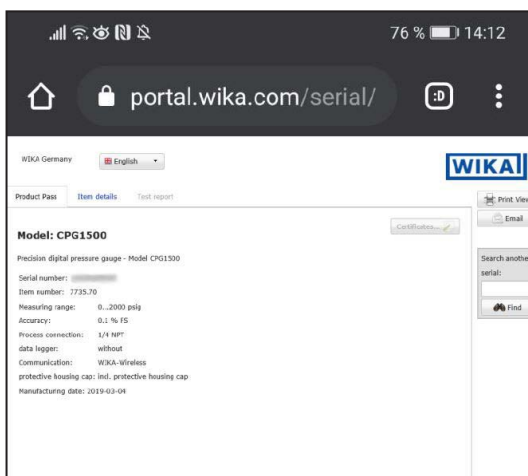 76 % 14:12
portal.wika.com/serial/ :D
WIKA Germany English WIKA
Product Pass Item details Test report
Print View
Certificates...
Email
Model: CPG1500
Precision digital pressure gauge - Model CPG1500
Search another
serial:
Serial number:
Item number: 7735.70
Find
Measuring range: 0...2000 psig
Accuracy: 0.1 % FS
Process connection: 1/4 NPT
data logger: without
Communication: WIKA-Wireless
protective housing cap: incl. protective housing cap
Manufacturing date: 2019-03-04